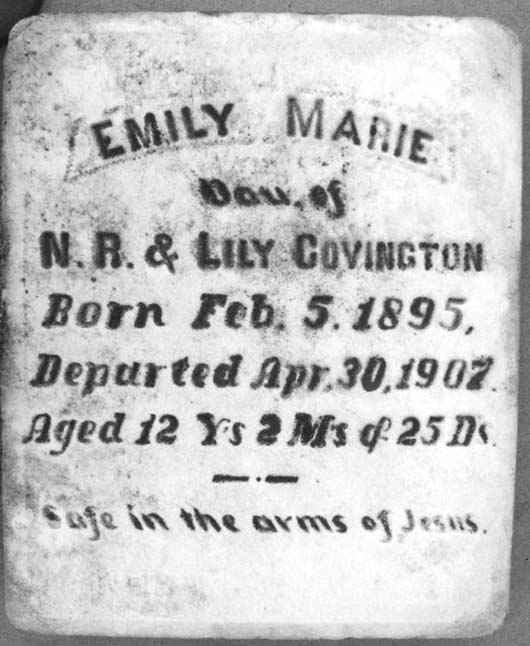 EMILY MARIE
Dau. of
N. R. & LILY COVINGTON
Born Feb. 5. 1895,
Departed Apr. 30, 1907.
Aged 12 Ys 2 Ms & 25 Ds.
Safe in the arms of Jesus.